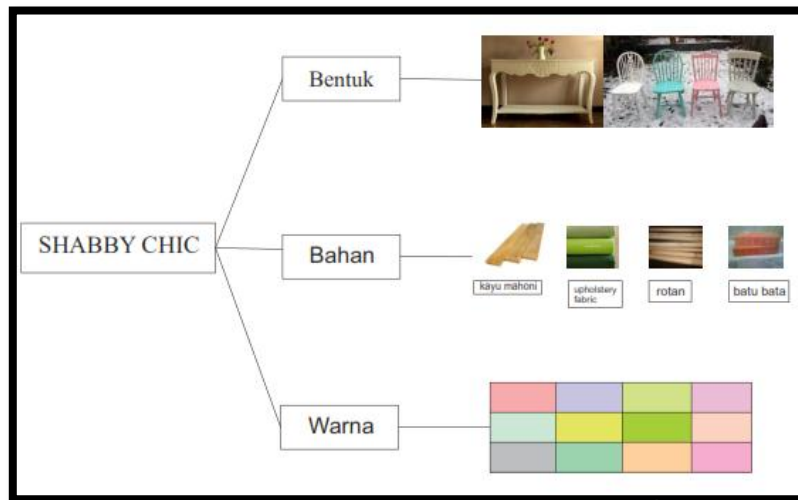 Bentuk
SHABBY CHIC
Bahan
kayu mahoni
upholstery
fabric
rotan
batu bata
Warna